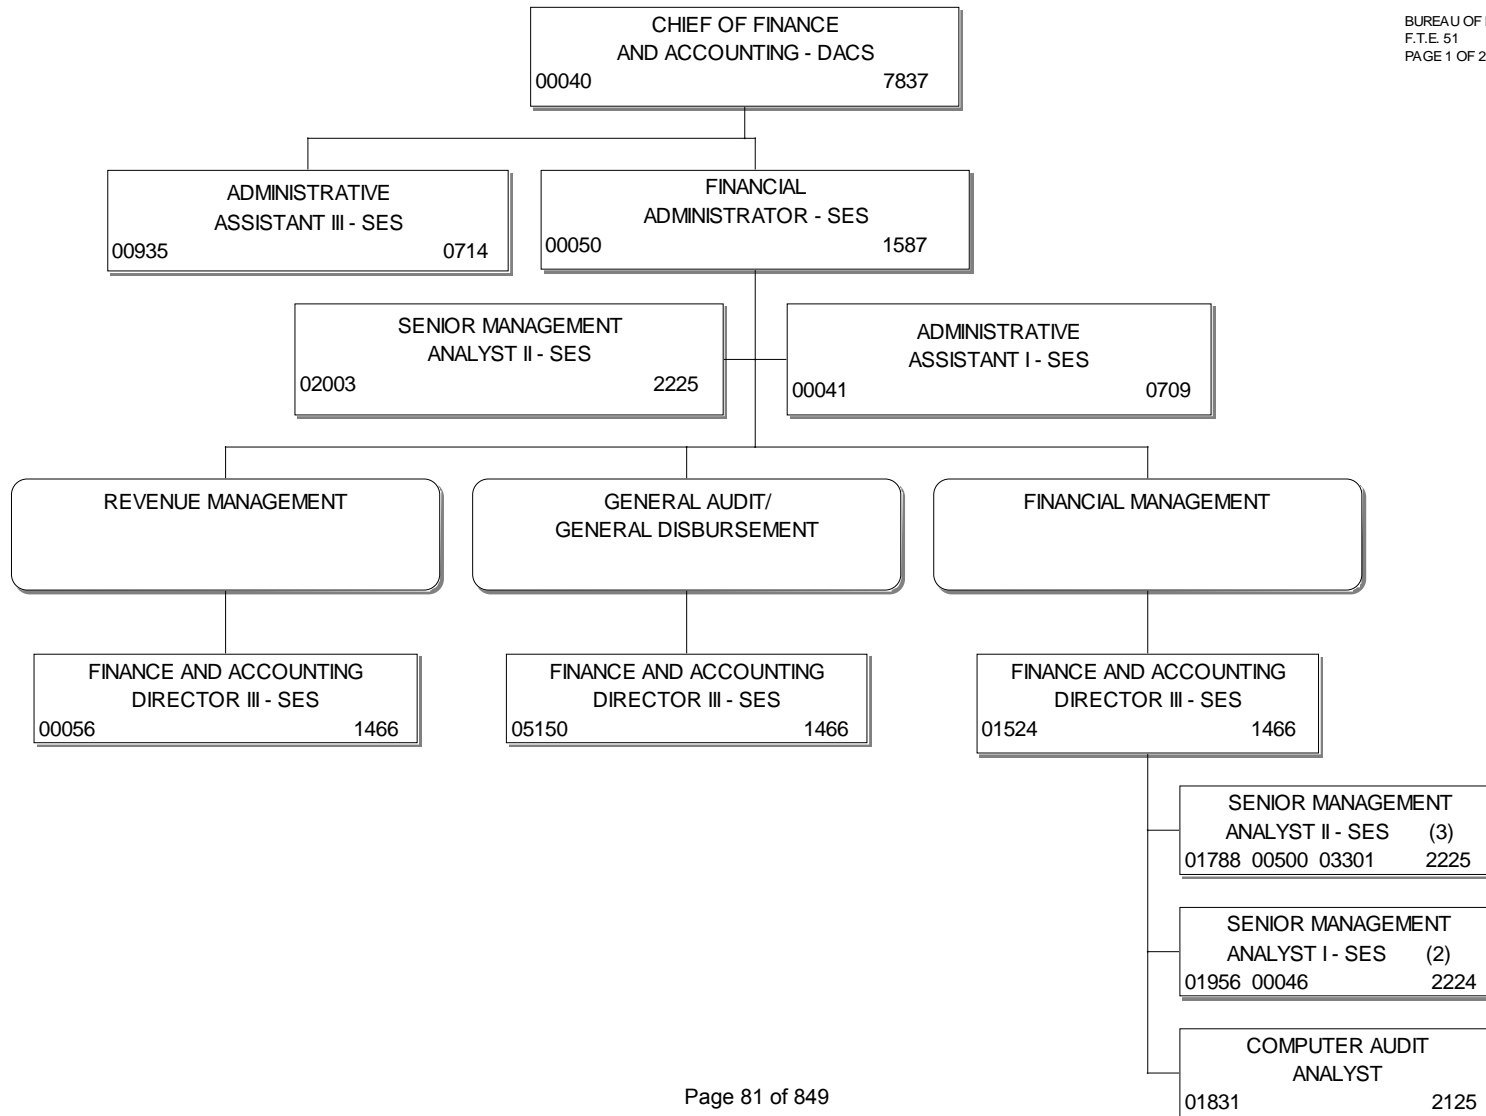 BUREAU OF
F.T.E. 51
PAGE 1 OF 2
CHIEF OF FINANCE
AND ACCOUNTING - DACS
00040 7837
ADMINISTRATIVE
ASSISTANT III - SES
00935 0714
FINANCIAL
ADMINISTRATOR - SES
00050 1587
SENIOR MANAGEMENT
ANALYST II - SES
02003 2225
ADMINISTRATIVE
ASSISTANT I - SES
00041 0709
REVENUE MANAGEMENT
GENERAL AUDIT/
GENERAL DISBURSEMENT
FINANCIAL MANAGEMENT
FINANCE AND ACCOUNTING
DIRECTOR III - SES
00056 1466
FINANCE AND ACCOUNTING
DIRECTOR III - SES
05150 1466
FINANCE AND ACCOUNTING
DIRECTOR III - SES
01524 1466
SENIOR MANAGEMENT
ANALYST II - SES (3)
01788 00500 03301 2225
SENIOR MANAGEMENT
ANALYST I - SES (2)
01956 00046 2224
COMPUTER AUDIT
ANALYST
01831 2125
Page 81 of 849